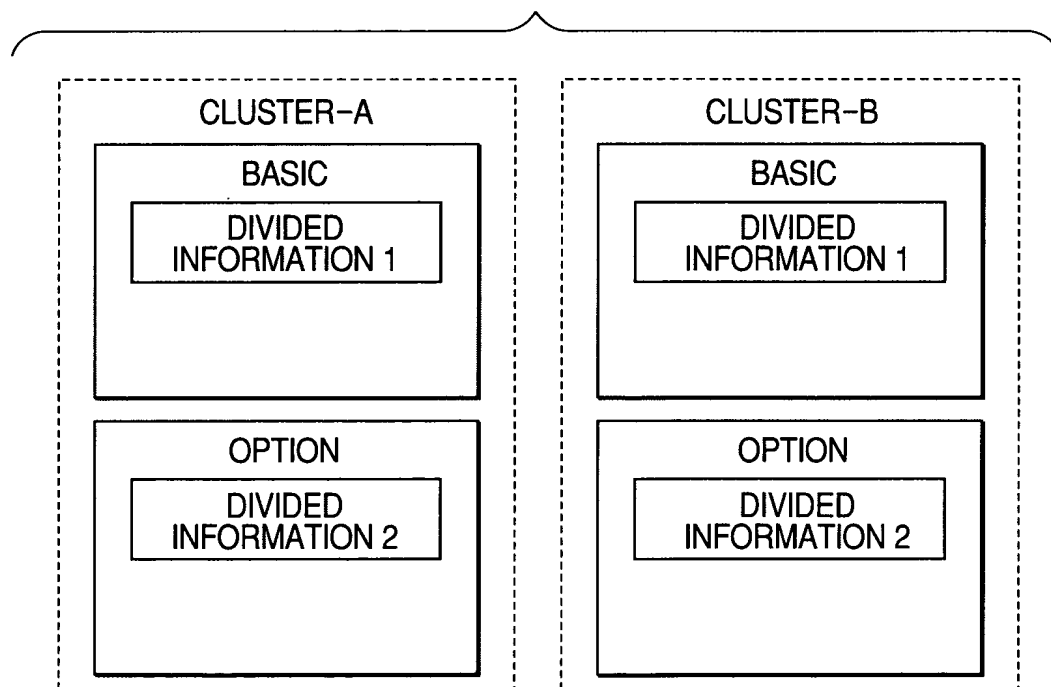 CLUSTER-A
BASIC
DIVIDED
INFORMATION 1
OPTION
DIVIDED
INFORMATION 2
CLUSTER-B
BASIC
DIVIDED
INFORMATION 1
OPTION
DIVIDED
INFORMATION 2